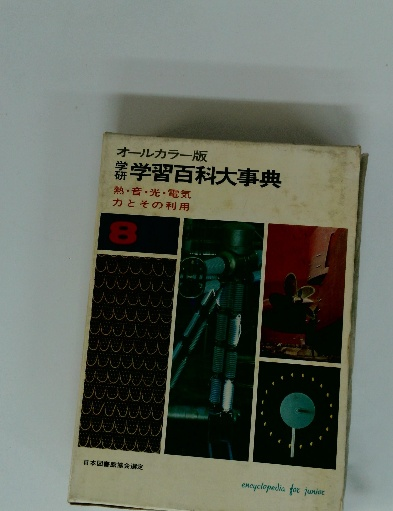 オールカラー版
学研 学習百科大事典
熱・音・光・電気
力とその利用
8
日本図書館協会選定
encyclopedia for junior